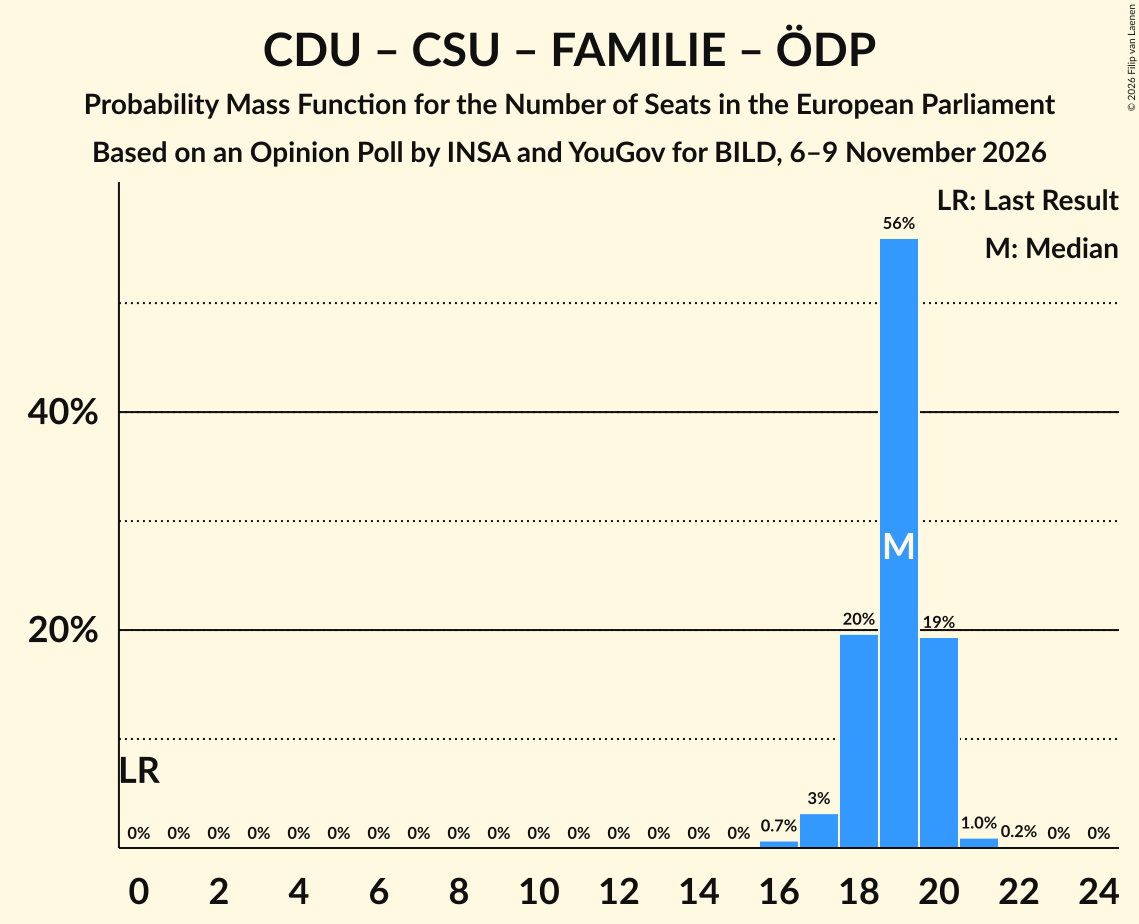 CDU – CSU – FAMILIE – ÖDP
Probability Mass Function for the Number of Seats in the European Parliament
Based on an Opinion Poll by INSA and YouGov for BILD, 6–9 November 2026
© 2026 Filip van Laenen
LR: Last Result
M: Median
56%
40%
M
20%
20% 19%
LR
0% 0% 0% 0% 0% 0% 0% 0% 0% 0% 0% 0% 0% 0% 0% 0% 0.7% 3% 1.0% 0.2% 0% 0%
0 2 4 6 8 10 12 14 16 18 20 22 24